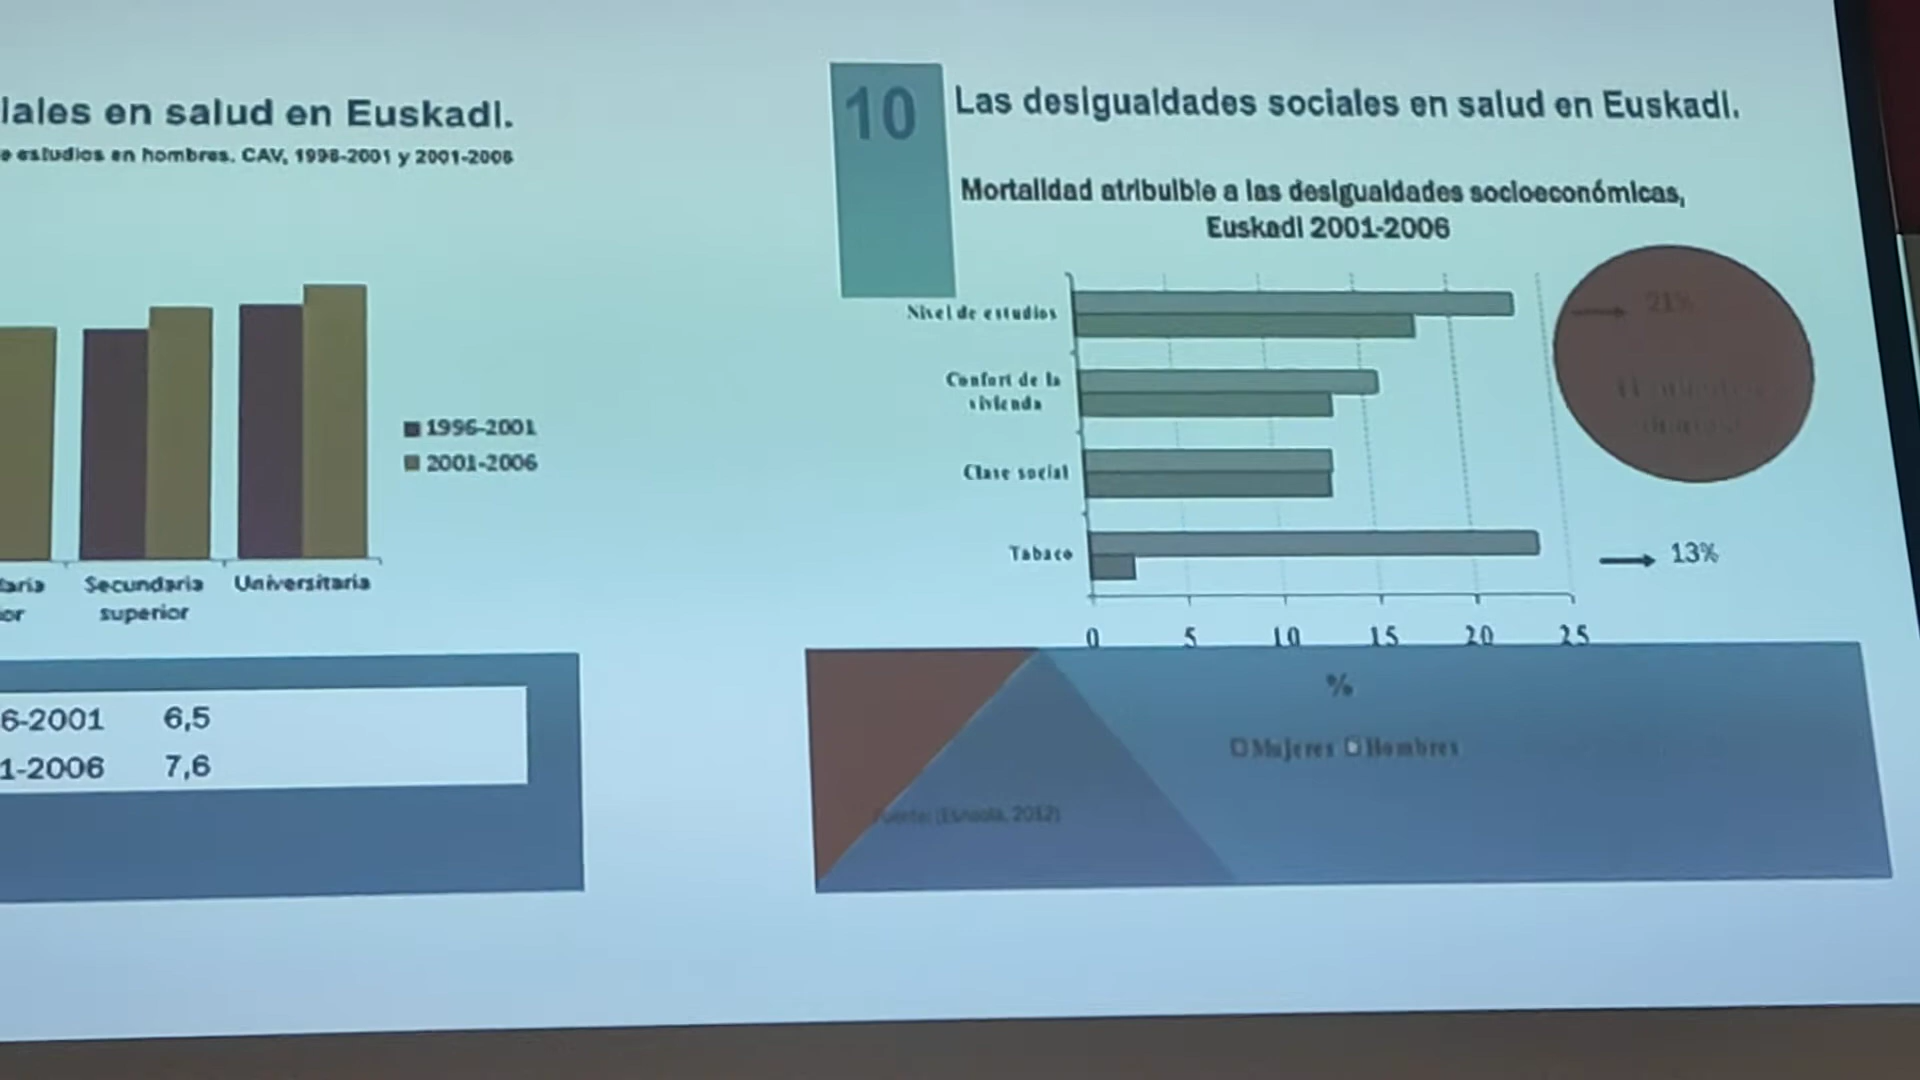 iales en salud en Euskadi.
e estudios en hombres. CAV, 1996-2001 y 2001-2006
1996-2001
2001-2006
Secundaria
superior
Universitaria
6-2001 6,5
1-2006 7,6
10
Las desigualdades sociales en salud en Euskadi.
Mortalidad atribuible a las desigualdades socioeconómicas,
Euskadi 2001-2006
Nivel de estudios
Confort de la
vivienda
Clase social
Tabaco
21%
13%
0 5 10 15 20 25
%
Mujeres Hombres
2012)